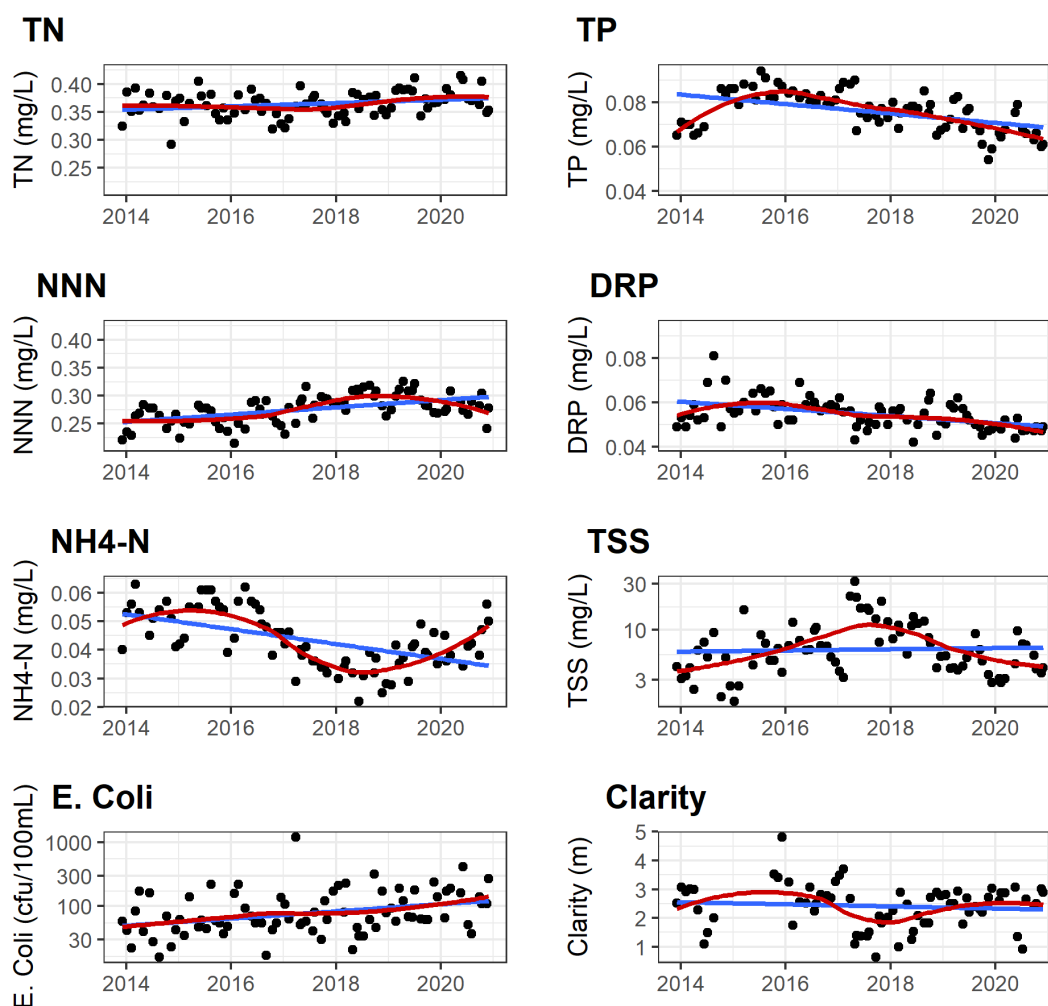 TN
TN (mg/L)
0.40
0.35
0.30
0.25
2014 2016 2018 2020
TP
TP (mg/L)
0.08
0.06
0.04
2014 2016 2018 2020
NNN
NNN (mg/L)
0.40
0.35
0.30
0.25
2014 2016 2018 2020
DRP
DRP (mg/L)
0.08
0.06
0.04
2014 2016 2018 2020
NH4-N
NH4-N (mg/L)
0.06
0.05
0.04
0.03
0.02
2014 2016 2018 2020
TSS
TSS (mg/L)
30
10
3
2014 2016 2018 2020
E. Coli
E. Coli (cfu/100mL)
1000
300
100
30
2014 2016 2018 2020
Clarity
Clarity (m)
5
4
3
2
1
2014 2016 2018 2020